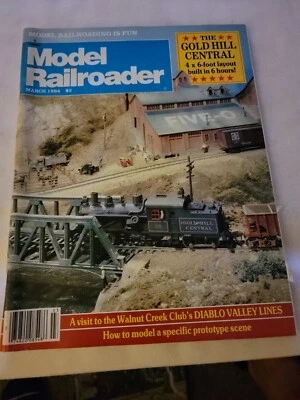 MODEL RAILROADING IS FUN
Model
Railroader
MARCH 1984 $2
THE
GOLD HILL
CENTRAL
4 x 6-foot layout
built in 6 hours!
FIVE-O
GOLD HILL
CENTRAL
A visit to the Walnut Creek Club's DIABLO VALLEY LINES
How to model a specific prototype scene